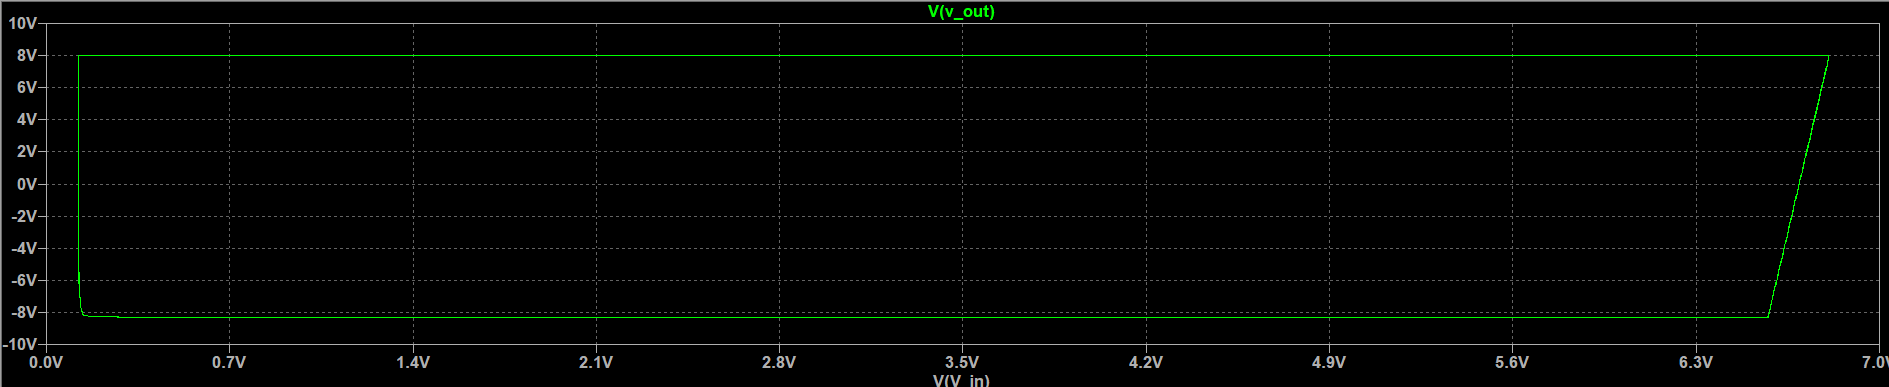 V(v_out)
10V
8V
6V
4V
2V
0V
-2V
-4V
-6V
-8V
-10V
0.0V 0.7V 1.4V 2.1V 2.8V 3.5V 4.2V 4.9V 5.6V 6.3V 7.0V
V(V_in)